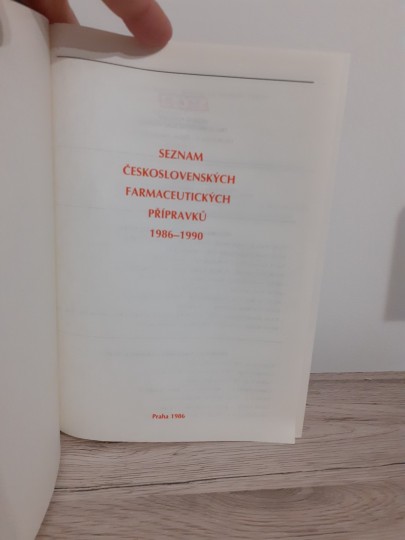 SEZNAM
ČESKOSLOVENSKÝCH
FARMACEUTICKÝCH
PŘÍPRAVKŮ
1986–1990
Praha 1986